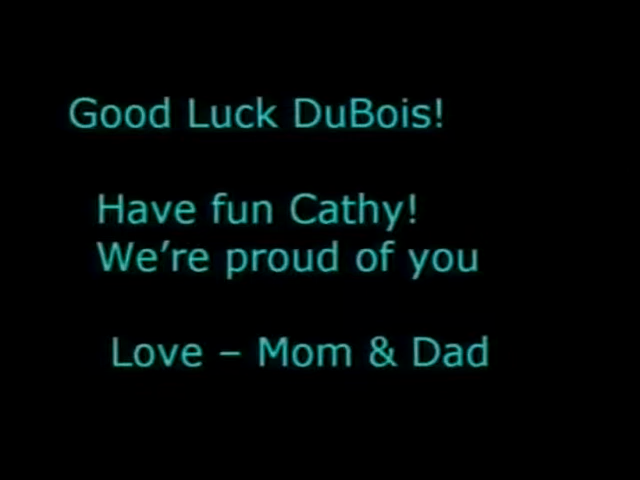 Good Luck DuBois!
Have fun Cathy!
We’re proud of you
Love – Mom & Dad